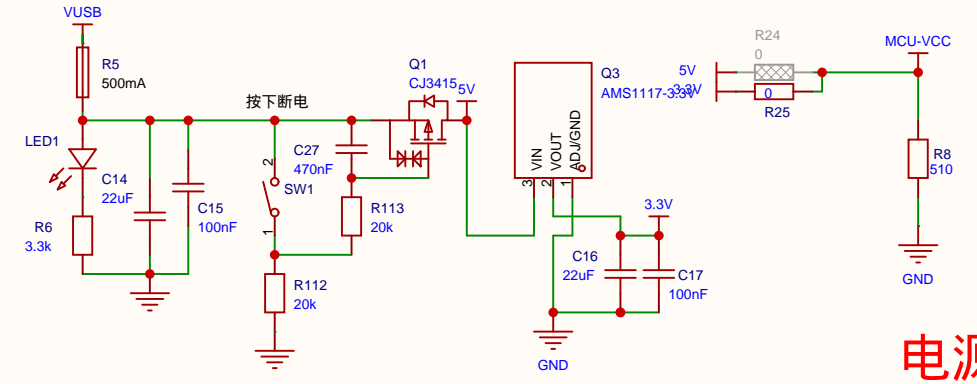 VUSB
R5
500mA
LED1
R6
3.3k
C14
22uF
C15
100nF
按下断电
2
SW1
1
R112
20k
C27
470nF
R113
20k
Q1
CJ3415
5V
Q3
AMS1117-3.3V
VIN
VOUT
ADJ/GND
3
2
1
3.3V
C16
22uF
C17
100nF
GND
R24
0
5V
3.3V
0
R25
MCU-VCC
R8
510
GND
电源